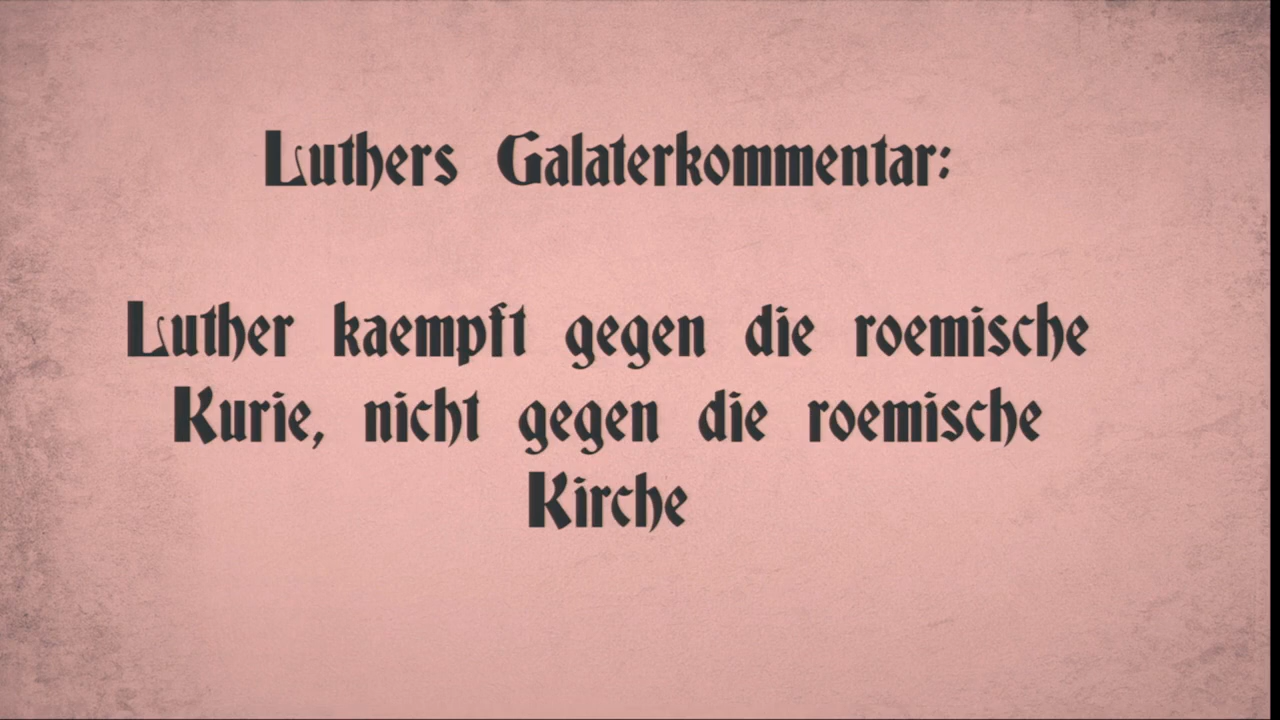 Luthers Galaterkommentar:
Luther kaempft gegen die roemische
Kurie, nicht gegen die roemische
Kirche